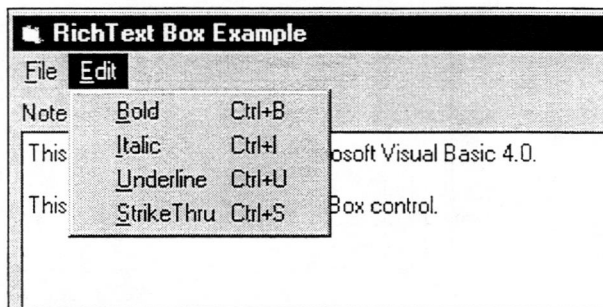 RichText Box Example
File Edit
Note
Bold Ctrl+B
Italic Ctrl+I
Underline Ctrl+U
StrikeThru Ctrl+S
This osoft Visual Basic 4.0.
This Box control.